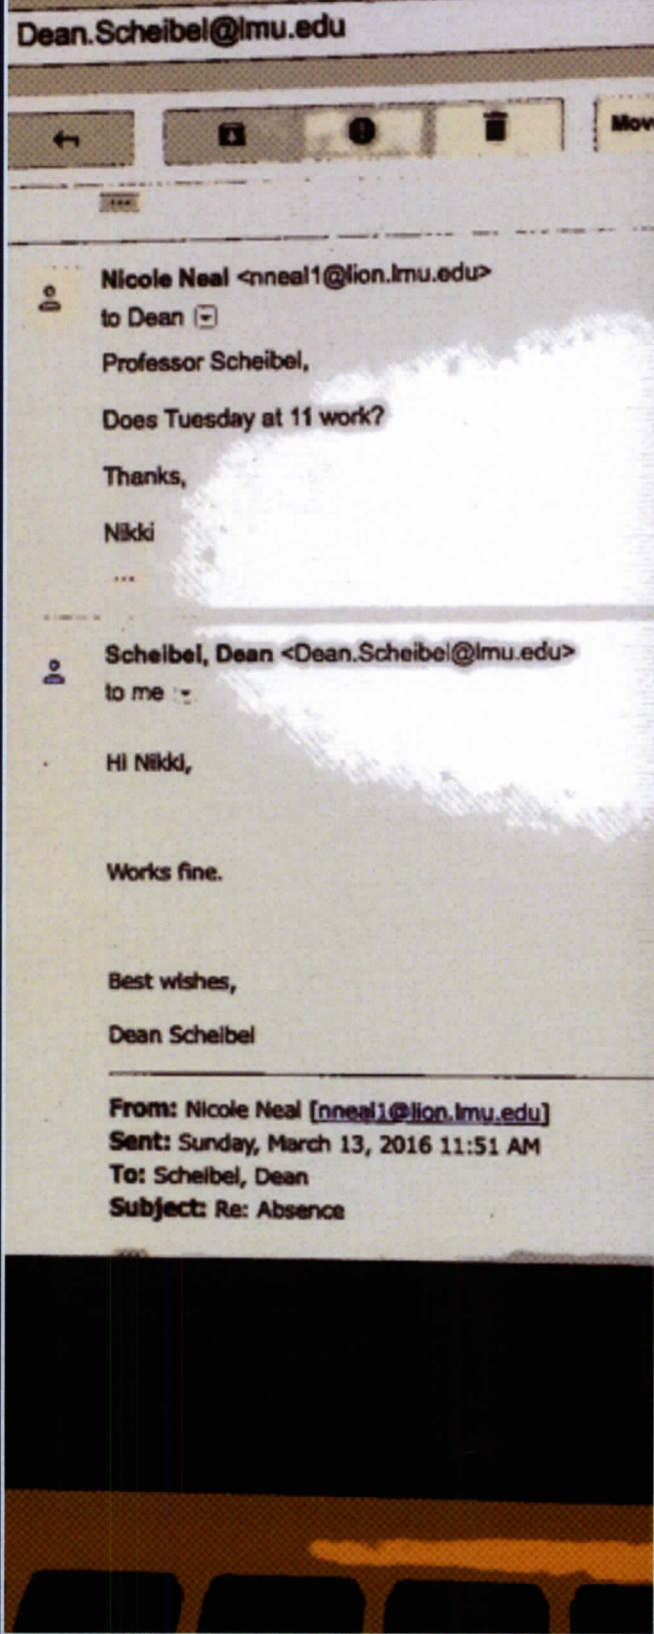 Dean.Scheibel@lmu.edu
Nicole Neal <nneal1@lion.lmu.edu>
to Dean
Professor Scheibel,
Does Tuesday at 11 work?
Thanks,
Nikki
...
Scheibel, Dean <Dean.Scheibel@lmu.edu>
to me
Hi Nikki,
Works fine.
Best wishes,
Dean Scheibel
From: Nicole Neal [nneal1@lion.lmu.edu]
Sent: Sunday, March 13, 2016 11:51 AM
To: Scheibel, Dean
Subject: Re: Absence